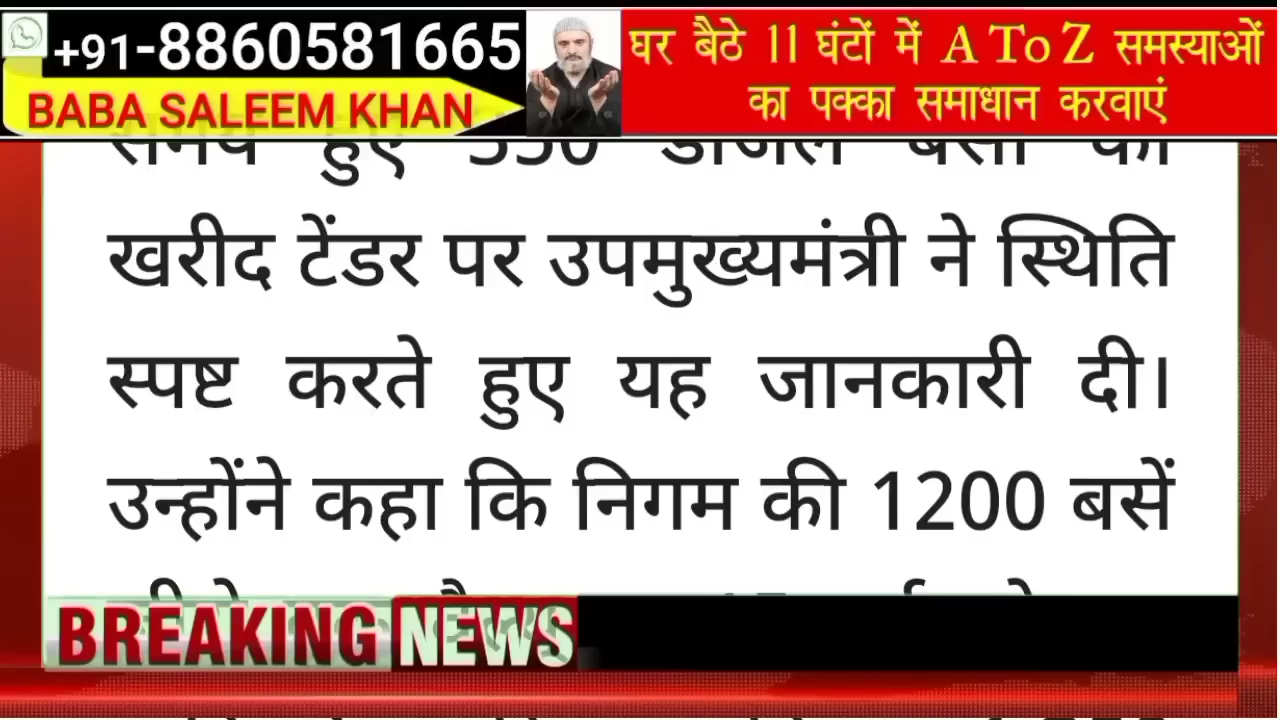 +91-8860581665
BABA SALEEM KHAN
घर बैठे 11 घंटों में A To Z समस्याओं
का पक्का समाधान करवाएं
हुए
खरीद टेंडर पर उपमुख्यमंत्री ने स्थिति
स्पष्ट करते हुए यह जानकारी दी।
उन्होंने कहा कि निगम की 1200 बसें
BREAKING NEWS